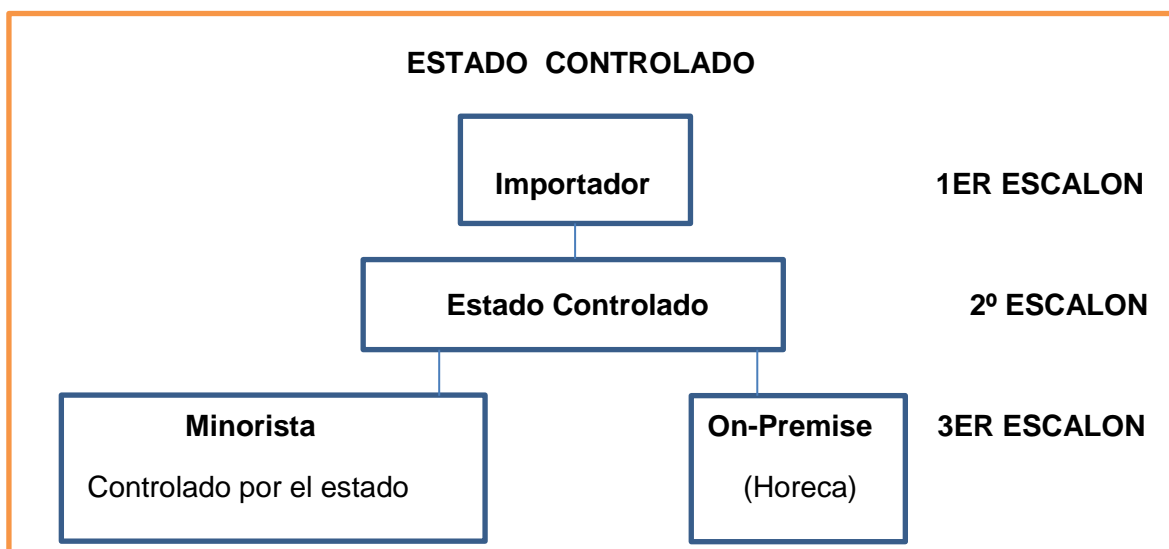 ESTADO CONTROLADO
Importador
1ER ESCALON
Estado Controlado
2º ESCALON
Minorista
Controlado por el estado
On-Premise
(Horeca)
3ER ESCALON